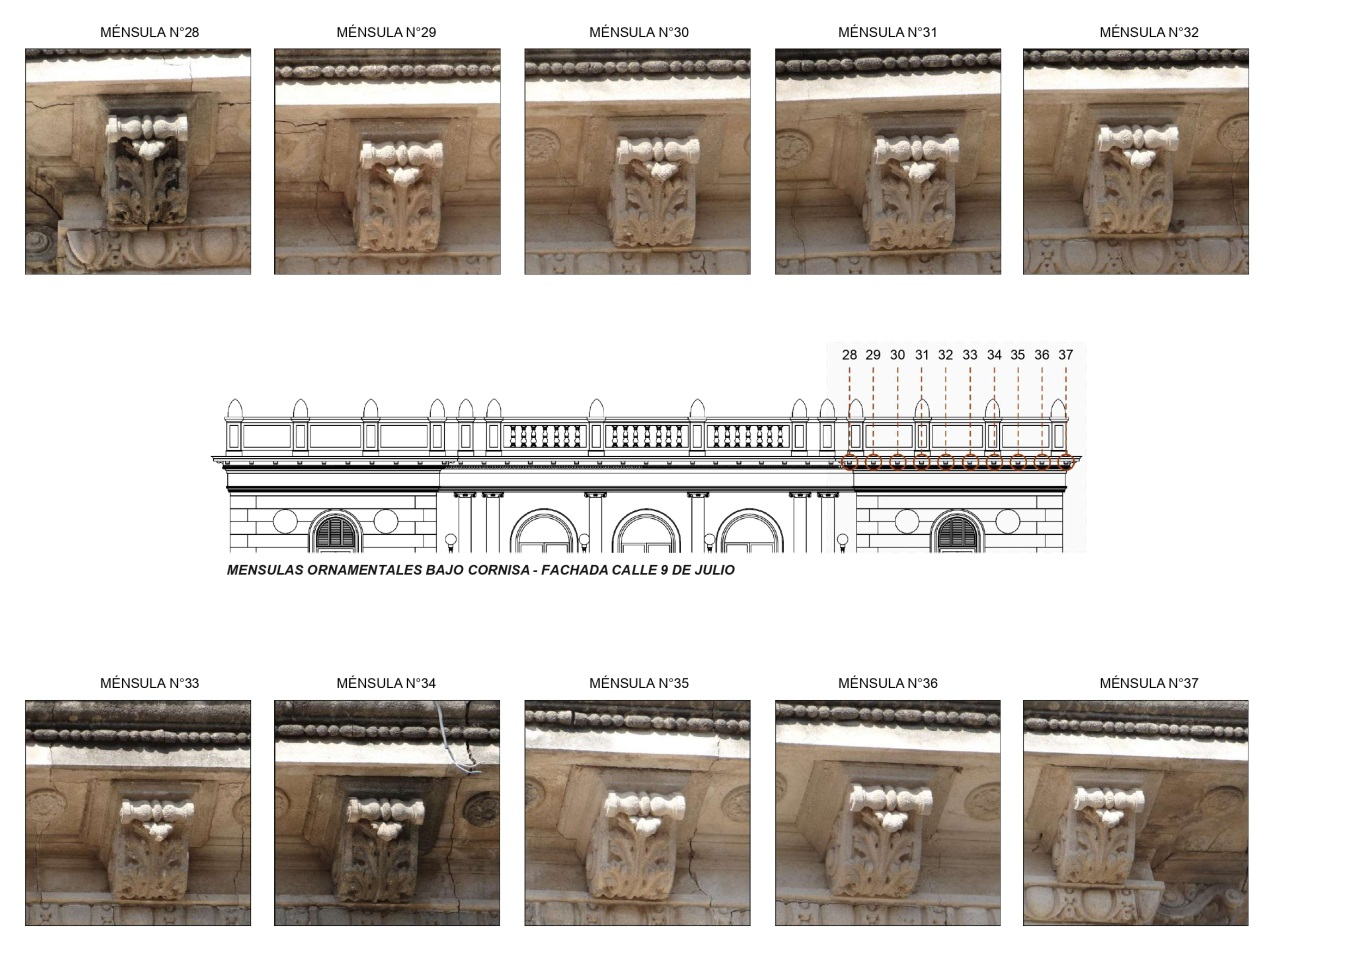 MÉNSULA N°28
MÉNSULA N°29
MÉNSULA N°30
MÉNSULA N°31
MÉNSULA N°32
28 29 30 31 32 33 34 35 36 37
MENSULAS ORNAMENTALES BAJO CORNISA - FACHADA CALLE 9 DE JULIO
MÉNSULA N°33
MÉNSULA N°34
MÉNSULA N°35
MÉNSULA N°36
MÉNSULA N°37